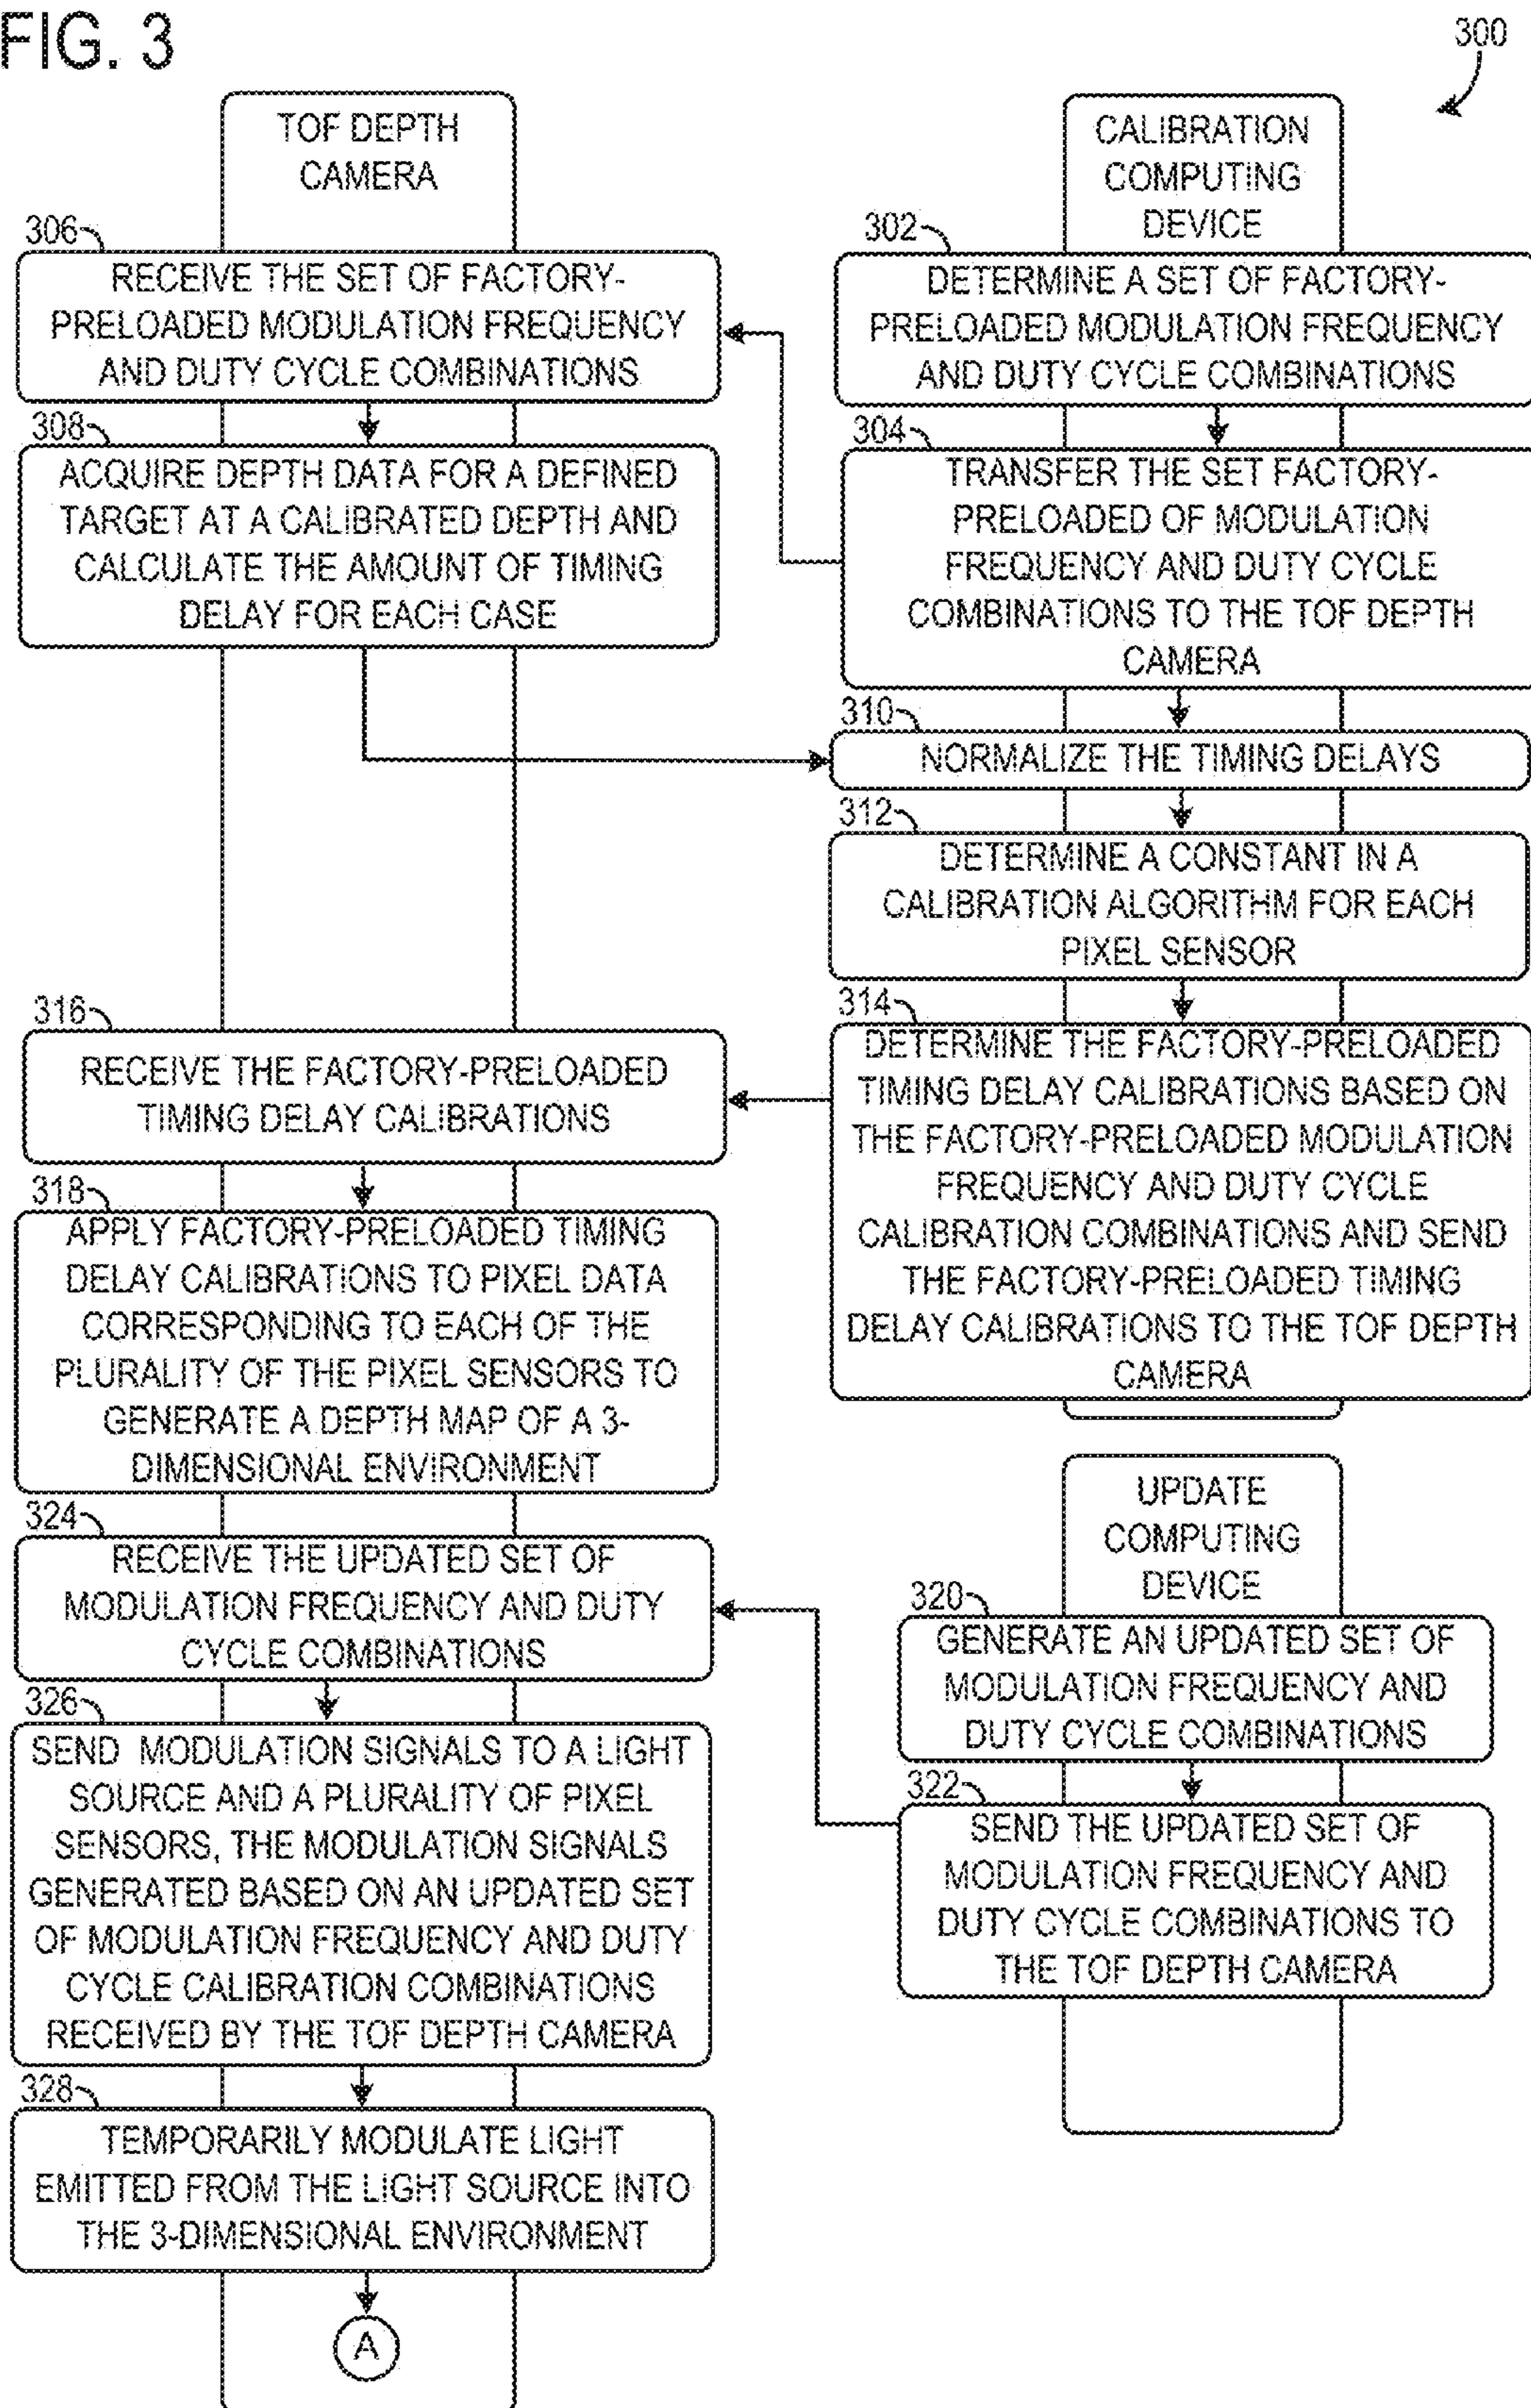 FIG. 3
300
TOF DEPTH
CAMERA
CALIBRATION
COMPUTING
DEVICE
306
RECEIVE THE SET OF FACTORY-
PRELOADED MODULATION FREQUENCY
AND DUTY CYCLE COMBINATIONS
302
DETERMINE A SET OF FACTORY-
PRELOADED MODULATION FREQUENCY
AND DUTY CYCLE COMBINATIONS
308
ACQUIRE DEPTH DATA FOR A DEFINED
TARGET AT A CALIBRATED DEPTH AND
CALCULATE THE AMOUNT OF TIMING
DELAY FOR EACH CASE
304
TRANSFER THE SET FACTORY-
PRELOADED OF MODULATION
FREQUENCY AND DUTY CYCLE
COMBINATIONS TO THE TOF DEPTH
CAMERA
310
NORMALIZE THE TIMING DELAYS
312
DETERMINE A CONSTANT IN A
CALIBRATION ALGORITHM FOR EACH
PIXEL SENSOR
316
RECEIVE THE FACTORY-PRELOADED
TIMING DELAY CALIBRATIONS
314
DETERMINE THE FACTORY-PRELOADED
TIMING DELAY CALIBRATIONS BASED ON
THE FACTORY-PRELOADED MODULATION
FREQUENCY AND DUTY CYCLE
CALIBRATION COMBINATIONS AND SEND
THE FACTORY-PRELOADED TIMING
DELAY CALIBRATIONS TO THE TOF DEPTH
CAMERA
318
APPLY FACTORY-PRELOADED TIMING
DELAY CALIBRATIONS TO PIXEL DATA
CORRESPONDING TO EACH OF THE
PLURALITY OF THE PIXEL SENSORS TO
GENERATE A DEPTH MAP OF A 3-
DIMENSIONAL ENVIRONMENT
UPDATE
COMPUTING
DEVICE
324
RECEIVE THE UPDATED SET OF
MODULATION FREQUENCY AND DUTY
CYCLE COMBINATIONS
320
GENERATE AN UPDATED SET OF
MODULATION FREQUENCY AND
DUTY CYCLE COMBINATIONS
326
SEND MODULATION SIGNALS TO A LIGHT
SOURCE AND A PLURALITY OF PIXEL
SENSORS, THE MODULATION SIGNALS
GENERATED BASED ON AN UPDATED SET
OF MODULATION FREQUENCY AND DUTY
CYCLE CALIBRATION COMBINATIONS
RECEIVED BY THE TOF DEPTH CAMERA
322
SEND THE UPDATED SET OF
MODULATION FREQUENCY AND
DUTY CYCLE COMBINATIONS TO
THE TOF DEPTH CAMERA
328
TEMPORARILY MODULATE LIGHT
EMITTED FROM THE LIGHT SOURCE INTO
THE 3-DIMENSIONAL ENVIRONMENT
A